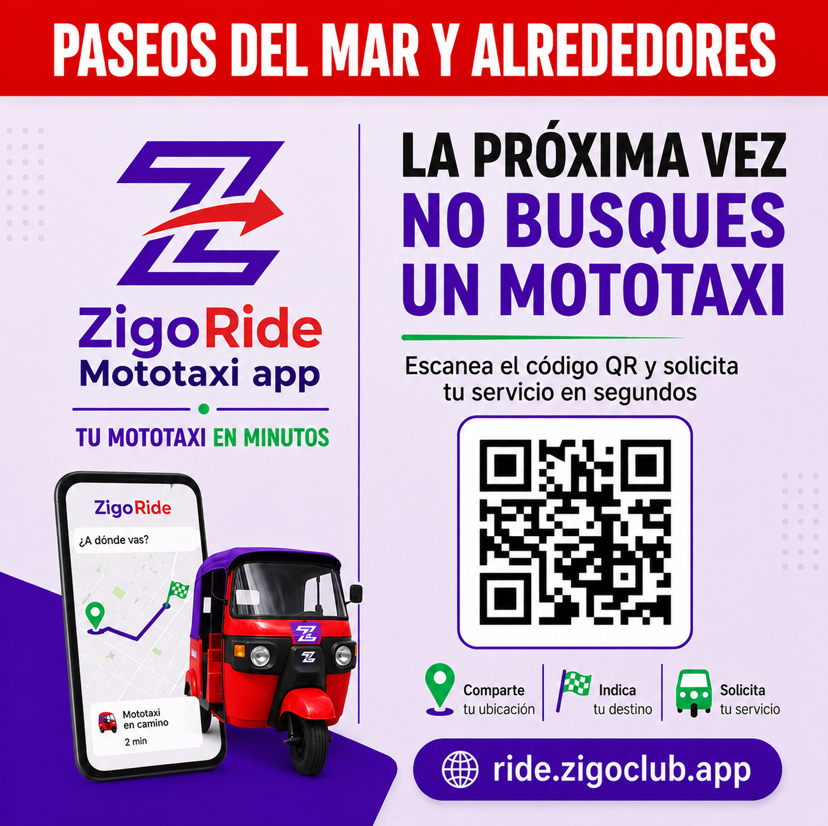 PASEOS DEL MAR Y ALREDEDORES
ZigoRide
Mototaxi app
TU MOTOTAXI EN MINUTOS
ZigoRide
¿A dónde vas?
Mototaxi
en camino
2 min
LA PRÓXIMA VEZ
NO BUSQUES
UN MOTOTAXI
Escanea el código QR y solicita
tu servicio en segundos
Comparte
tu ubicación
Indica
tu destino
Solicita
tu servicio
ride.zigoclub.app